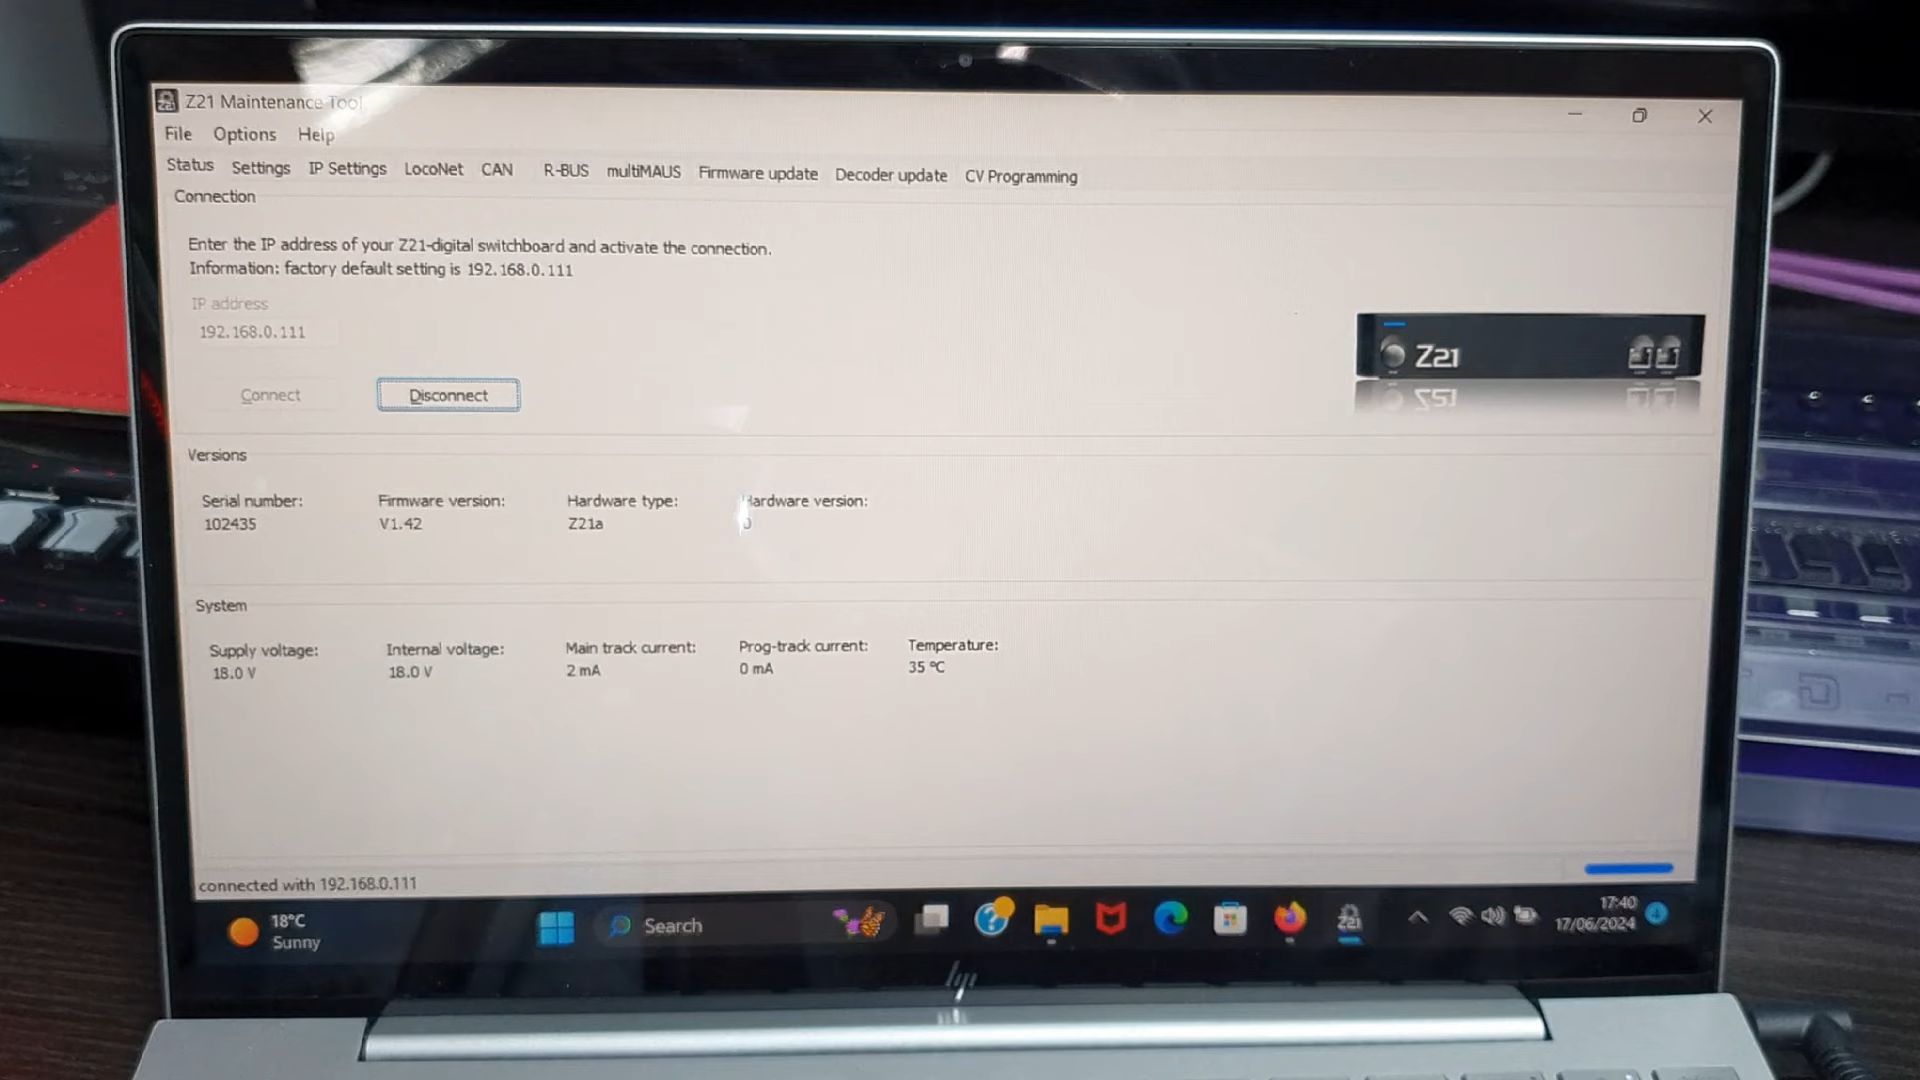 Z21 Maintenance Tool
File Options Help
Status Settings IP Settings LocoNet CAN R-BUS multiMAUS Firmware update Decoder update CV Programming
Connection
Enter the IP address of your Z21-digital switchboard and activate the connection.
Information: factory default setting is 192.168.0.111
IP address
192.168.0.111
Connect Disconnect
Z21
Versions
Serial number: Firmware version: Hardware type: Hardware version:
102435 V1.42 Z21a 0
System
Supply voltage: Internal voltage: Main track current: Prog-track current: Temperature:
18.0 V 18.0 V 2 mA 0 mA 35 °C
connected with 192.168.0.111
18°C
Sunny
Search
Z21
17:40
17/06/2024
4
hp